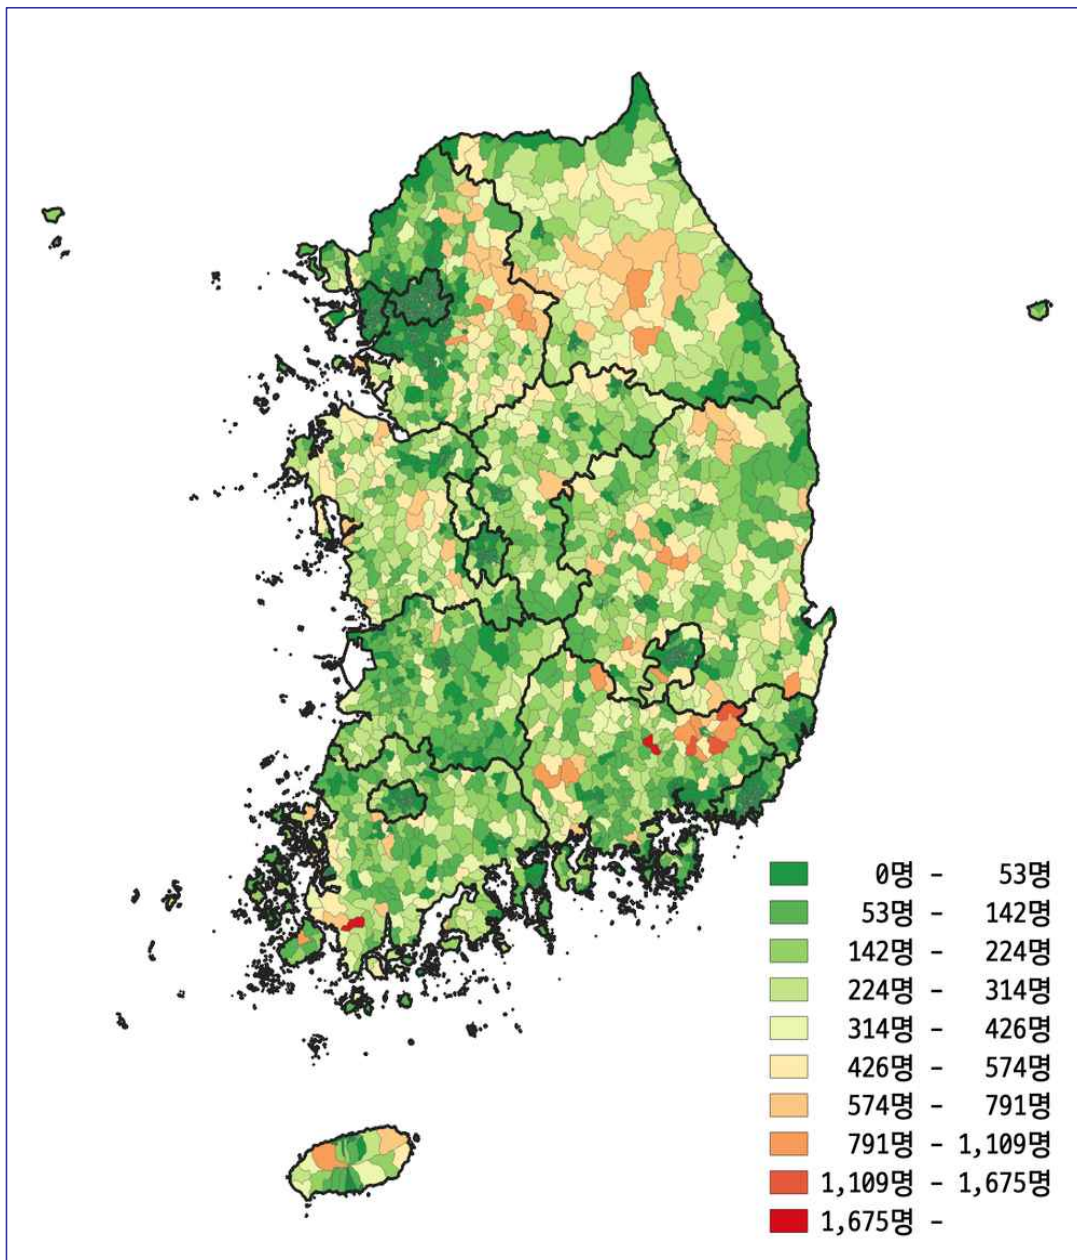 0명 - 53명
53명 - 142명
142명 - 224명
224명 - 314명
314명 - 426명
426명 - 574명
574명 - 791명
791명 - 1,109명
1,109명 - 1,675명
1,675명 -